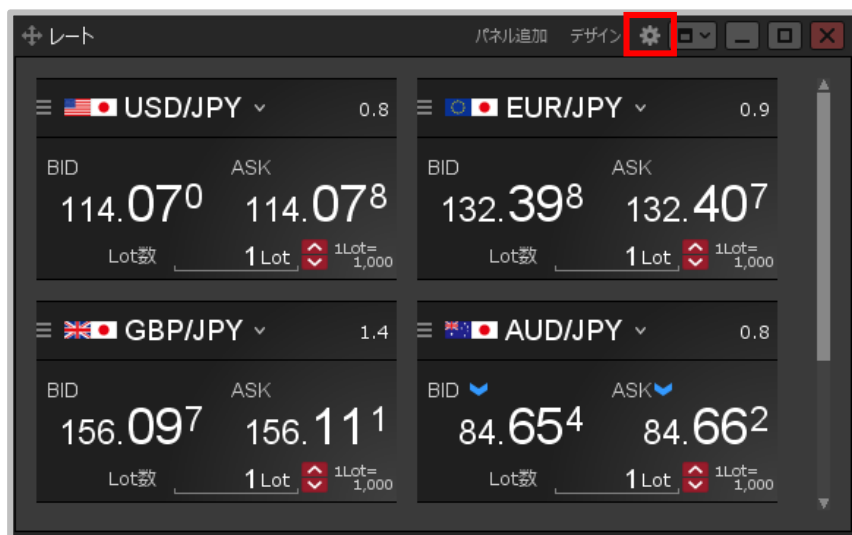 レート パネル追加 デザイン
USD/JPY 0.8 EUR/JPY 0.9
BID ASK BID ASK
114.070 114.078 132.398 132.407
Lot数 1 Lot 1Lot= 1,000 Lot数 1 Lot 1Lot= 1,000
GBP/JPY 1.4 AUD/JPY 0.8
BID ASK BID ASK
156.097 156.111 84.654 84.662
Lot数 1 Lot 1Lot= 1,000 Lot数 1 Lot 1Lot= 1,000